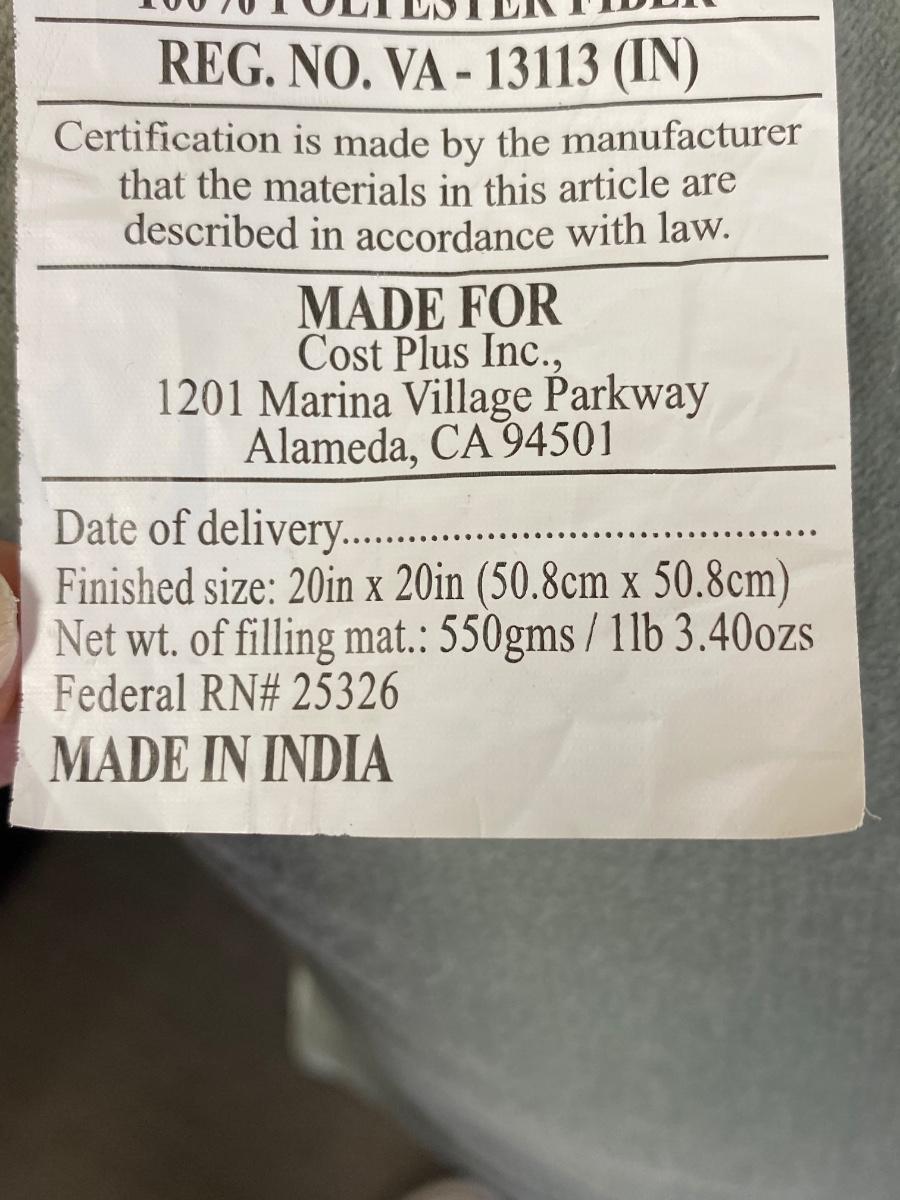 100% POLYESTER FIBER
REG. NO. VA - 13113 (IN)
Certification is made by the manufacturer
that the materials in this article are
described in accordance with law.
MADE FOR
Cost Plus Inc.,
1201 Marina Village Parkway
Alameda, CA 94501
Date of delivery..............................................
Finished size: 20in x 20in (50.8cm x 50.8cm)
Net wt. of filling mat.: 550gms / 1lb 3.40ozs
Federal RN# 25326
MADE IN INDIA